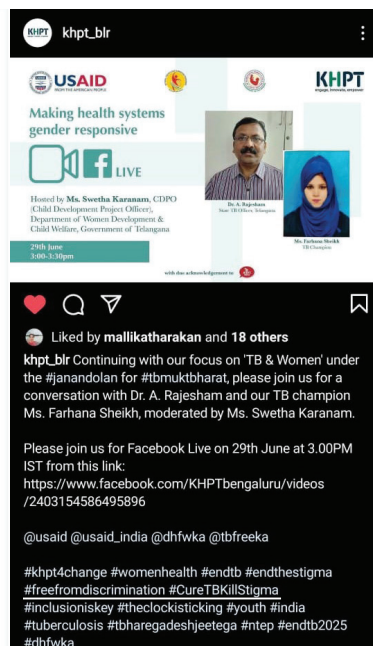 khpt_blr
USAID
FROM THE AMERICAN PEOPLE
KHPT
engage, innovate, empower
Making health systems
gender responsive
LIVE
Hosted by Ms. Swetha Karanam, CDPO
(Child Development Project Officer),
Department of Women Development &
Child Welfare, Government of Telangana
29th June
3:00-3:30pm
Dr. A. Rajesham
State TB Officer, Telangana
Ms. Farhana Sheikh
TB Champion
with due acknowledgement to
Liked by mallikatharakan and 18 others
khpt_blr Continuing with our focus on 'TB & Women' under
the #janandolan for #tbmuktbharat, please join us for a
conversation with Dr. A. Rajesham and our TB champion
Ms. Farhana Sheikh, moderated by Ms. Swetha Karanam.
Please join us for Facebook Live on 29th June at 3.00PM
IST from this link:
https://www.facebook.com/KHPTbengaluru/videos
/2403154586495896
@usaid @usaid_india @dhfwka @tbfreeka
#khpt4change #womenhealth #endtb #endthestigma
#freefromdiscrimination #CureTBKillStigma
#inclusioniskey #theclockisticking #youth #india
#tuberculosis #tbharegadeshjeetega #ntep #endtb2025
#dhfwka